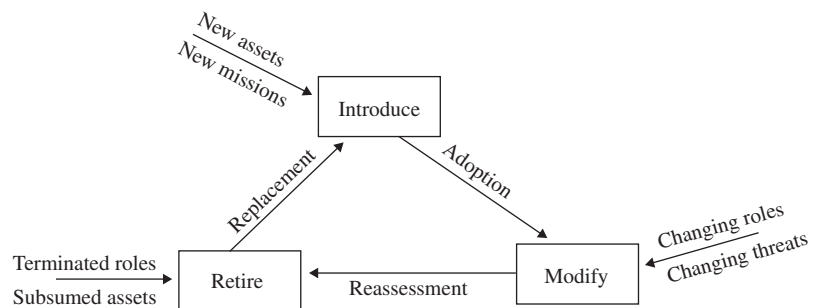 New assets
New missions
Introduce
Replacement
Adoption
Changing roles
Changing threats
Terminated roles
Subsumed assets
Retire
Reassessment
Modify